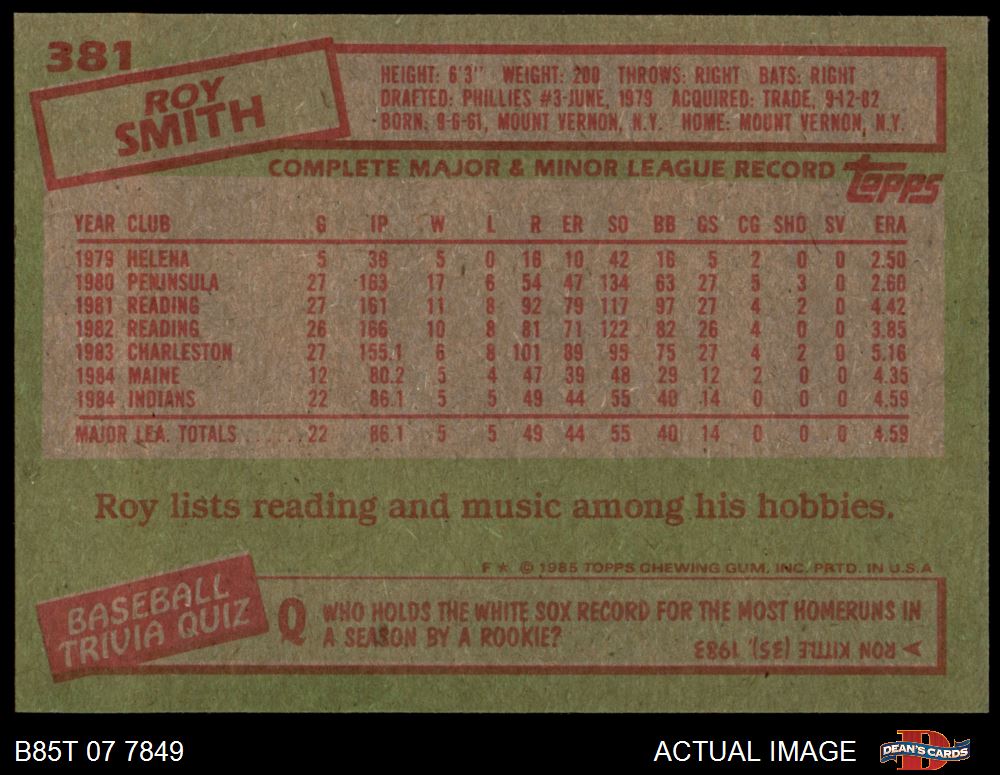 381
ROY
SMITH
HEIGHT: 6'3" WEIGHT: 200 THROWS: RIGHT BATS: RIGHT
DRAFTED: PHILLIES #3-JUNE, 1979 ACQUIRED: TRADE, 9-12-82
BORN: 9-6-61, MOUNT VERNON, N.Y. HOME: MOUNT VERNON, N.Y.
COMPLETE MAJOR & MINOR LEAGUE RECORD topps
YEAR CLUB G IP W L R ER SO BB GS CG SHO SV ERA
1979 HELENA 5 36 5 0 16 10 42 16 5 2 0 0 2.50
1980 PENINSULA 27 163 17 6 54 47 134 63 27 5 3 0 2.60
1981 READING 27 161 11 8 92 79 117 97 27 4 2 0 4.42
1982 READING 26 166 10 8 81 71 122 82 26 4 0 0 3.85
1983 CHARLESTON 27 155.1 6 8 101 89 95 75 27 4 2 0 5.16
1984 MAINE 12 80.2 5 4 47 39 48 29 12 2 0 0 4.35
1984 INDIANS 22 86.1 5 5 49 44 55 40 14 0 0 0 4.59
MAJOR LEA. TOTALS ...... 22 86.1 5 5 49 44 55 40 14 0 0 0 4.59
Roy lists reading and music among his hobbies.
F * © 1985 TOPPS CHEWING GUM, INC. PRTD. IN U.S.A
BASEBALL
TRIVIA QUIZ
Q WHO HOLDS THE WHITE SOX RECORD FOR THE MOST HOMERUNS IN
A SEASON BY A ROOKIE?
RON KITTLE (35) 1983
B85T 07 7849
ACTUAL IMAGE
D
DEAN'S CARDS